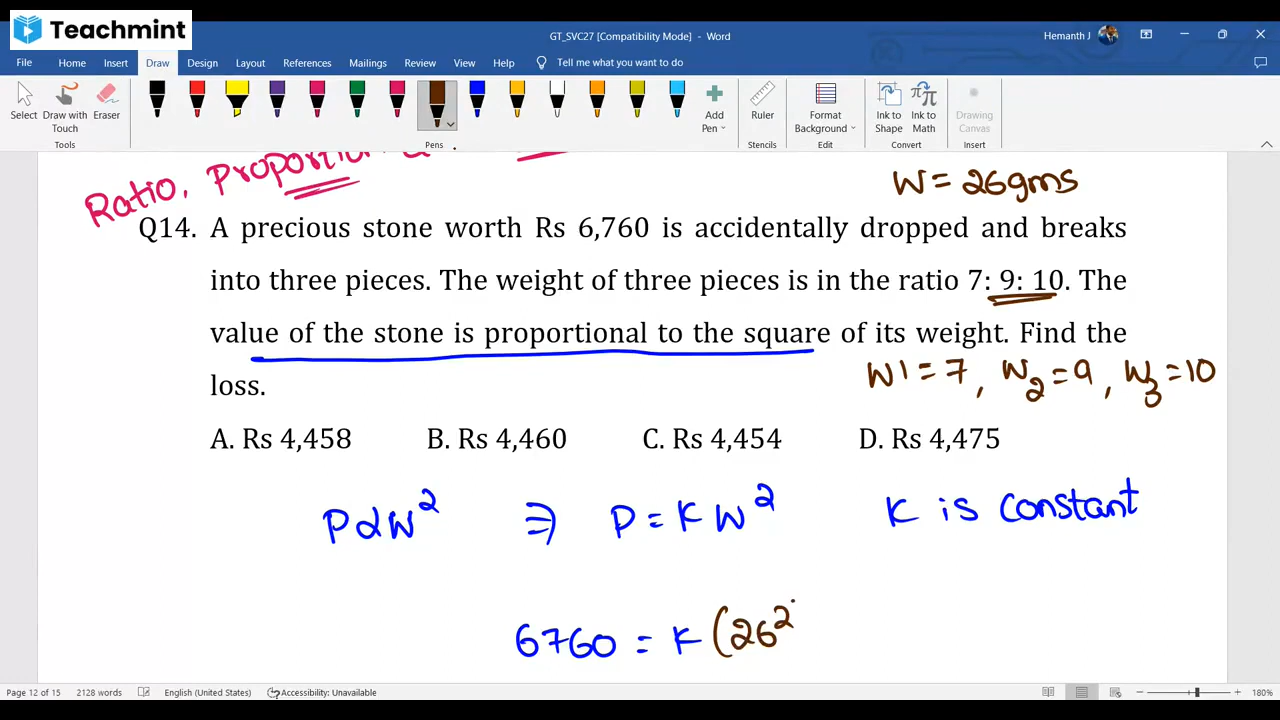 Teachmint
GT_SVC27 [Compatibility Mode] - Word
Hemanth J
File Home Insert Draw Design Layout References Mailings Review View Help Tell me what you want to do
Select
Draw with Touch
Eraser
Add Pen
Ruler
Format Background
Ink to Shape
Ink to Math
Drawing Canvas
Tools
Pens
Stencils
Edit
Convert
Insert
Ratio, Proportion
W = 26gms
Q14. A precious stone worth Rs 6,760 is accidentally dropped and breaks
into three pieces. The weight of three pieces is in the ratio 7: 9: 10. The
value of the stone is proportional to the square of its weight. Find the
loss.
W1 = 7, W2 = 9, W3 = 10
A. Rs 4,458 B. Rs 4,460 C. Rs 4,454 D. Rs 4,475
P α W² ⇒ P = K W² K is constant
6760 = K (26²
Page 12 of 15 2128 words English (United States) Accessibility: Unavailable 180%